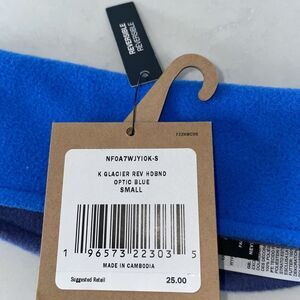 REVERSIBLE
REVERSIBLE
NF0A7WJYI0K-S
K GLACIER REV HDBND
OPTIC BLUE
SMALL
1 96573 22303 5
MADE IN CAMBODIA
Suggested Retail
25.00